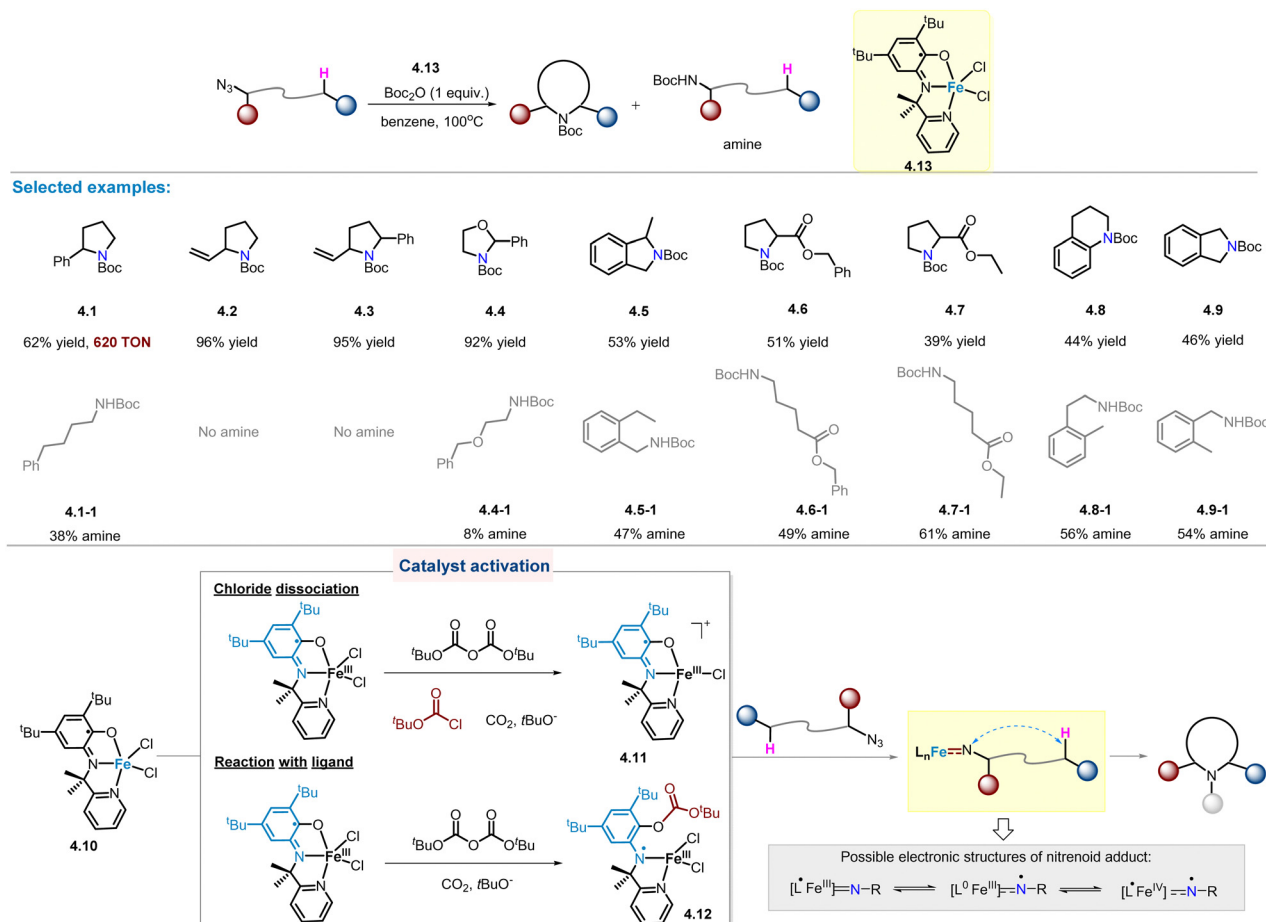 N3
H
4.13
Boc2O (1 equiv.)
benzene, 100oC
N
Boc
+
BocHN
H
amine
tBu
tBu
O
Cl
N
Fe
Cl
N
4.13
Selected examples:
Ph
N
Boc
N
Boc
Ph
N
Boc
O
Ph
N
Boc
NBoc
N
Boc
O
O
Ph
N
Boc
O
O
N
Boc
NBoc
4.1
4.2
4.3
4.4
4.5
4.6
4.7
4.8
4.9
62% yield, 620 TON
96% yield
95% yield
92% yield
53% yield
51% yield
39% yield
44% yield
46% yield
NHBoc
Ph
No amine
No amine
NHBoc
O
Ph
NHBoc
BocHN
O
O
Ph
BocHN
O
O
NHBoc
NHBoc
4.1-1
4.4-1
4.5-1
4.6-1
4.7-1
4.8-1
4.9-1
38% amine
8% amine
47% amine
49% amine
61% amine
56% amine
54% amine
Catalyst activation
Chloride dissociation
tBu
tBu
O
Cl
N
FeIII
Cl
N
O
O
tBuO
O
OtBu
O
tBuO
Cl
CO2, tBuO-
tBu
tBu
O
N
FeIII
Cl
N
+
4.11
Reaction with ligand
tBu
tBu
O
Cl
N
FeIII
Cl
N
O
O
tBuO
O
OtBu
CO2, tBuO-
tBu
tBu
O
O
OtBu
Cl
N
FeIII
Cl
N
4.12
tBu
tBu
O
Cl
N
Fe
Cl
N
4.10
H
N3
LnFe
N
H
N
Possible electronic structures of nitrenoid adduct:
[L• FeIII]=N–R ⇌ [L0 FeIII]=N•–R ⇌ [L• FeIV]=N•–R